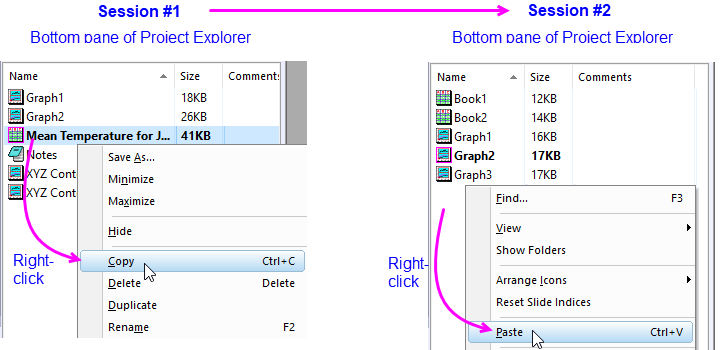 Session #1
Session #2
Bottom pane of Project Explorer
Bottom pane of Project Explorer
Name Size Comments
Graph1 18KB
Graph2 26KB
Mean Temperature for J... 41KB
Notes
XYZ Cont
XYZ Cont
Save As...
Minimize
Maximize
Hide
Copy Ctrl+C
Delete Delete
Duplicate
Rename F2
Right-
click
Name Size Comments
Book1 12KB
Book2 14KB
Graph1 16KB
Graph2 17KB
Graph3 17KB
Find... F3
View
Show Folders
Arrange Icons
Reset Slide Indices
Paste Ctrl+V
Right-
click